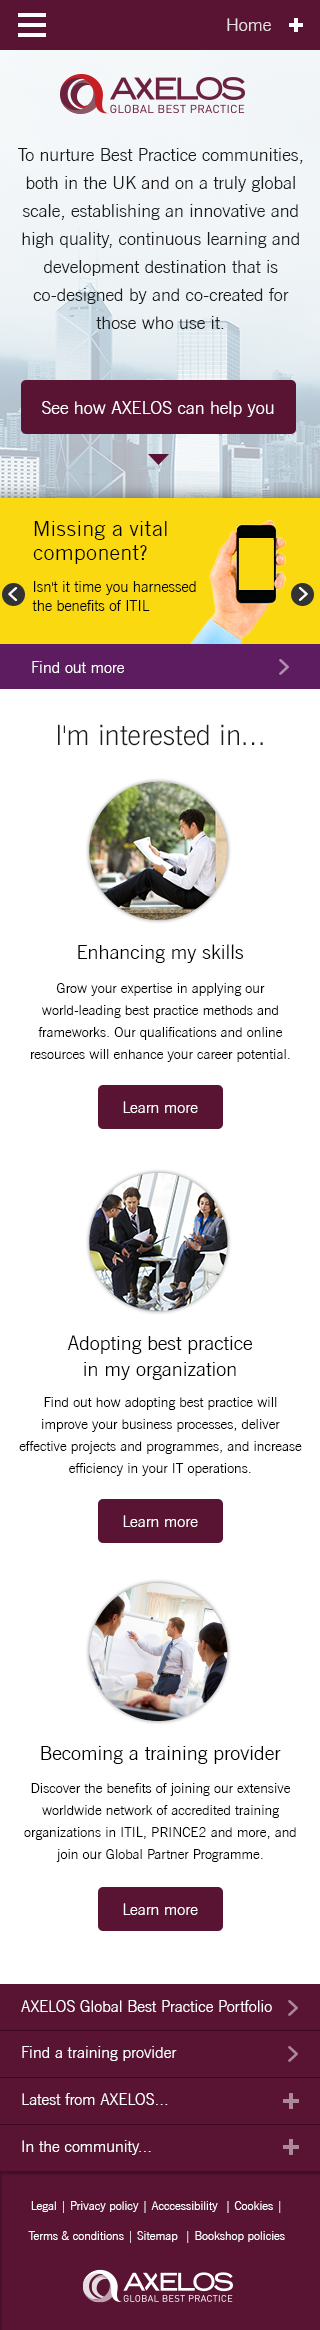 Home
AXELOS
GLOBAL BEST PRACTICE
To nurture Best Practice communities,
both in the UK and on a truly global
scale, establishing an innovative and
high quality, continuous learning and
development destination that is
co-designed by and co-created for
those who use it.
See how AXELOS can help you
Missing a vital
component?
Isn't it time you harnessed
the benefits of ITIL
Find out more
I'm interested in...
Enhancing my skills
Grow your expertise in applying our
world-leading best practice methods and
frameworks. Our qualifications and online
resources will enhance your career potential.
Learn more
Adopting best practice
in my organization
Find out how adopting best practice will
improve your business processes, deliver
effective projects and programmes, and increase
efficiency in your IT operations.
Learn more
Becoming a training provider
Discover the benefits of joining our extensive
worldwide network of accredited training
organizations in ITIL, PRINCE2 and more, and
join our Global Partner Programme.
Learn more
AXELOS Global Best Practice Portfolio
Find a training provider
Latest from AXELOS...
In the community...
Legal | Privacy policy | Acccessibility | Cookies |
Terms & conditions | Sitemap | Bookshop policies
AXELOS
GLOBAL BEST PRACTICE